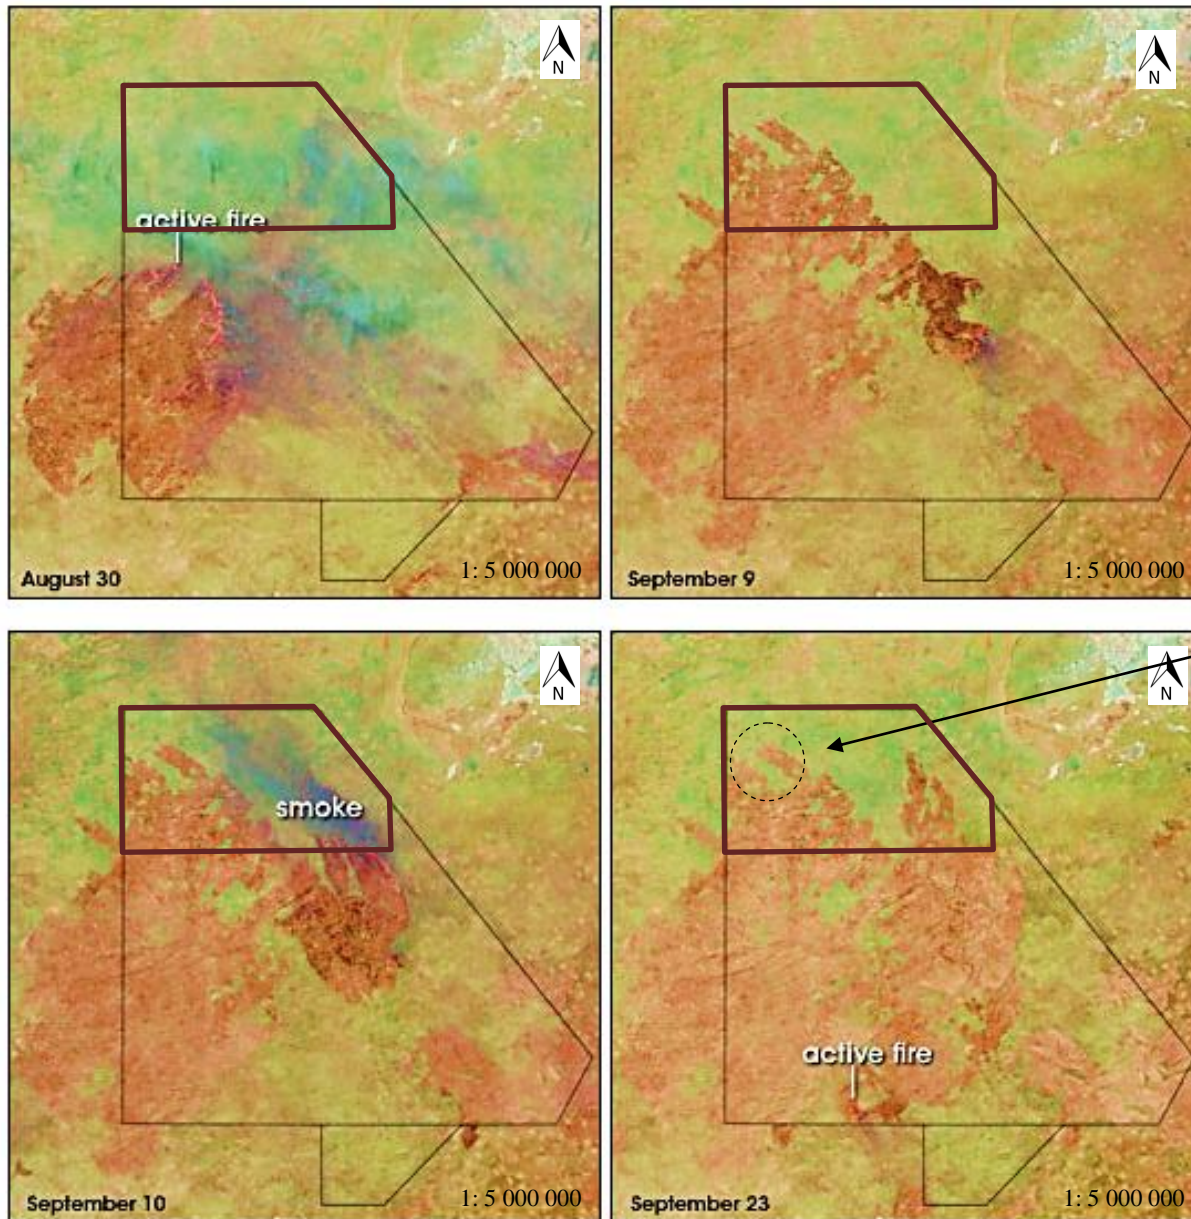 N
active fire
August 30
1: 5 000 000
N
September 9
1: 5 000 000
N
smoke
September 10
1: 5 000 000
N
active fire
September 23
1: 5 000 000